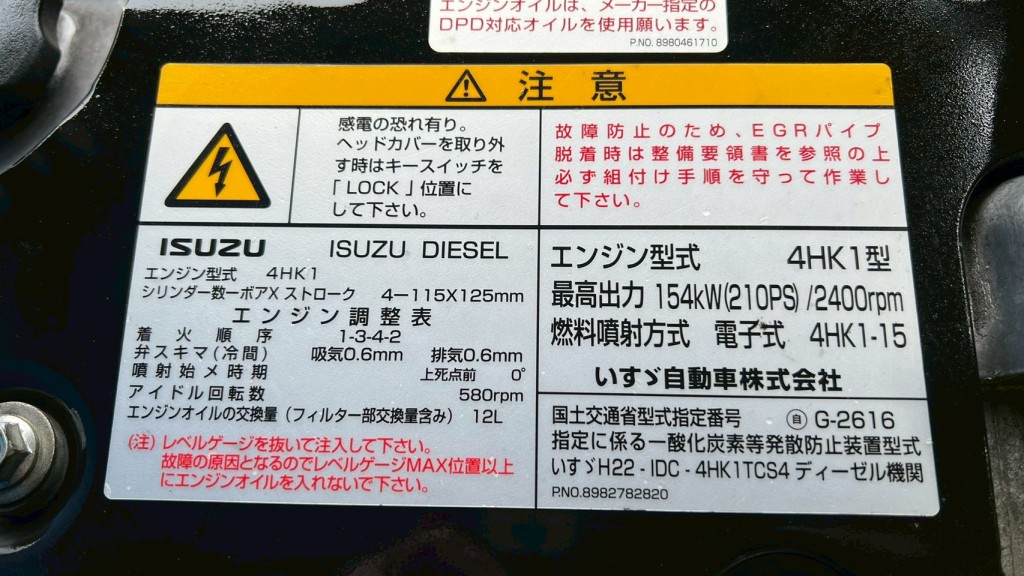 エンジンオイルは、メーカー指定の
DPD対応オイルを使用願います。
P.NO. 8980461710
注意
感電の恐れ有り。
ヘッドカバーを取り外
す時はキースイッチを
「LOCK」位置に
して下さい。
故障防止のため、EGRパイプ
脱着時は整備要領書を参照の上
必ず組付け手順を守って作業し
て下さい。
ISUZU ISUZU DIESEL
エンジン型式 4HK1
シリンダー数ーボアXストローク 4ー115X125mm
エンジン調整表
着火順序 1-3-4-2
弁スキマ(冷間) 吸気0.6mm 排気0.6mm
噴射始メ時期 上死点前 0°
アイドル回転数 580rpm
エンジンオイルの交換量(フィルター部交換量含み) 12L
(注)レベルゲージを抜いて注入して下さい。
故障の原因となるのでレベルゲージMAX位置以上
にエンジンオイルを入れないで下さい。
エンジン型式 4HK1型
最高出力 154kW(210PS)/2400rpm
燃料噴射方式 電子式 4HK1-15
いすゞ自動車株式会社
国土交通省型式指定番号 ㊀自 G-2616
指定に係る一酸化炭素等発散防止装置型式
いすゞH22-IDC-4HK1TCS4ディーゼル機関
P.NO.8982782820